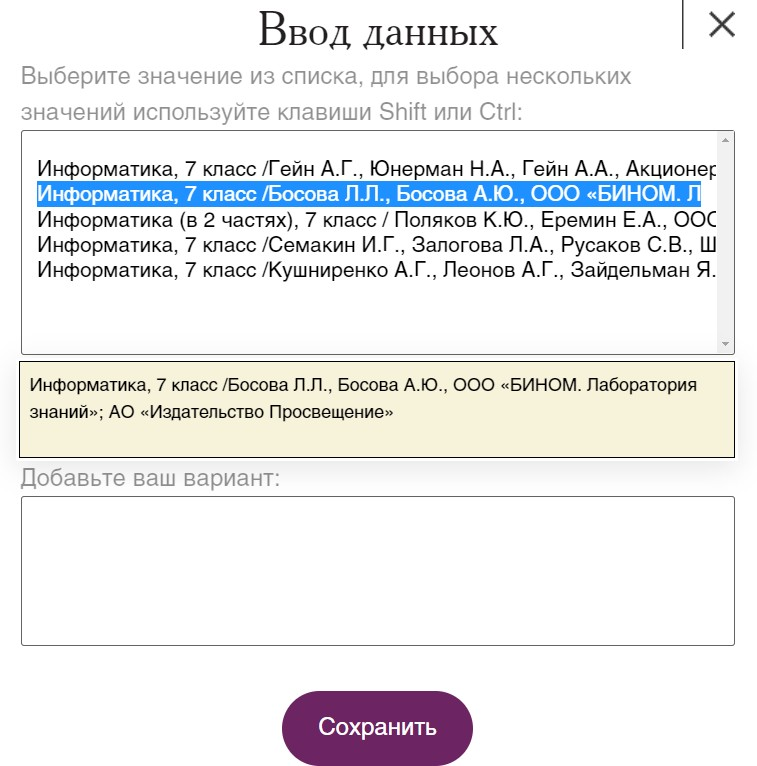 Ввод данных
Выберите значение из списка, для выбора нескольких
значений используйте клавиши Shift или Ctrl:
Информатика, 7 класс /Гейн А.Г., Юнерман Н.А., Гейн А.А., Акционер
Информатика, 7 класс /Босова Л.Л., Босова А.Ю., ООО «БИНОМ. Л
Информатика (в 2 частях), 7 класс / Поляков К.Ю., Еремин Е.А., ООО
Информатика, 7 класс /Семакин И.Г., Залогова Л.А., Русаков С.В., Ш
Информатика, 7 класс /Кушниренко А.Г., Леонов А.Г., Зайдельман Я.
Информатика, 7 класс /Босова Л.Л., Босова А.Ю., ООО «БИНОМ. Лаборатория
знаний»; АО «Издательство Просвещение»
Добавьте ваш вариант:
Сохранить